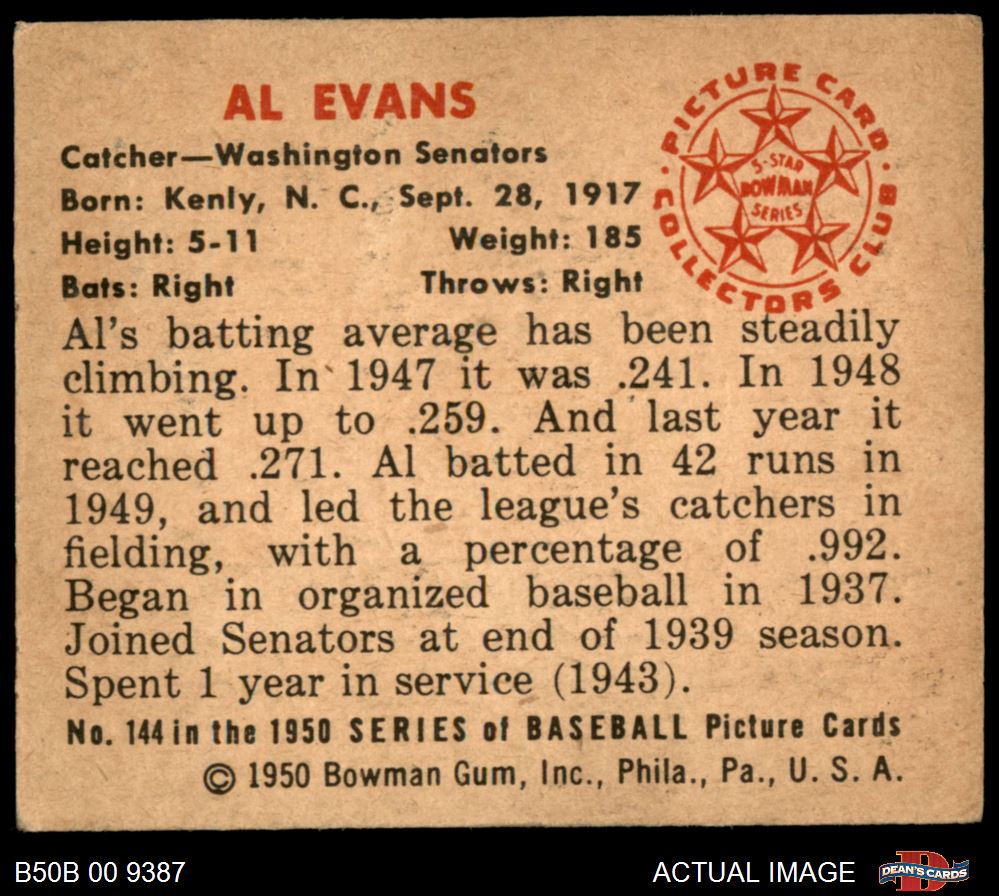 AL EVANS
Catcher—Washington Senators
Born: Kenly, N. C., Sept. 28, 1917
Height: 5-11 Weight: 185
Bats: Right Throws: Right
PICTURE CARD
COLLECTORS CLUB
5-STAR
BOWMAN
SERIES
Al's batting average has been steadily
climbing. In 1947 it was .241. In 1948
it went up to .259. And last year it
reached .271. Al batted in 42 runs in
1949, and led the league's catchers in
fielding, with a percentage of .992.
Began in organized baseball in 1937.
Joined Senators at end of 1939 season.
Spent 1 year in service (1943).
No. 144 in the 1950 SERIES of BASEBALL Picture Cards
© 1950 Bowman Gum, Inc., Phila., Pa., U. S. A.
B50B 00 9387
ACTUAL IMAGE
D
DEAN'S CARDS